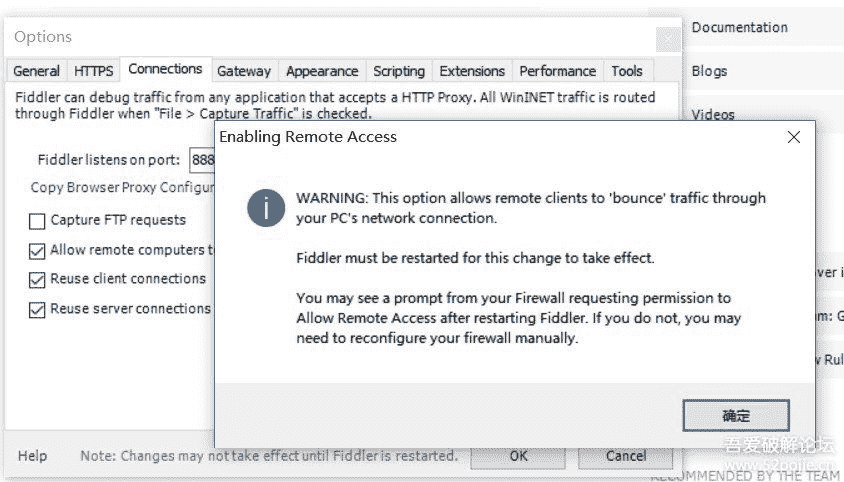 Options
Documentation
General HTTPS Connections Gateway Appearance Scripting Extensions Performance Tools
Blogs
Fiddler can debug traffic from any application that accepts a HTTP Proxy. All WinINET traffic is routed
through Fiddler when "File > Capture Traffic" is checked.
Videos
Enabling Remote Access
Fiddler listens on port: 888
Copy Browser Proxy Configur
Capture FTP requests
Allow remote computers t
Reuse client connections
Reuse server connections
WARNING: This option allows remote clients to 'bounce' traffic through
your PC's network connection.
Fiddler must be restarted for this change to take effect.
You may see a prompt from your Firewall requesting permission to
Allow Remote Access after restarting Fiddler. If you do not, you may
need to reconfigure your firewall manually.
确定
ver i
am: G
w Rul
Help
Note: Changes may not take effect until Fiddler is restarted.
OK
Cancel
吾爱破解论坛
www.52pojie.cn
RECOMMENDED BY THE TEAM